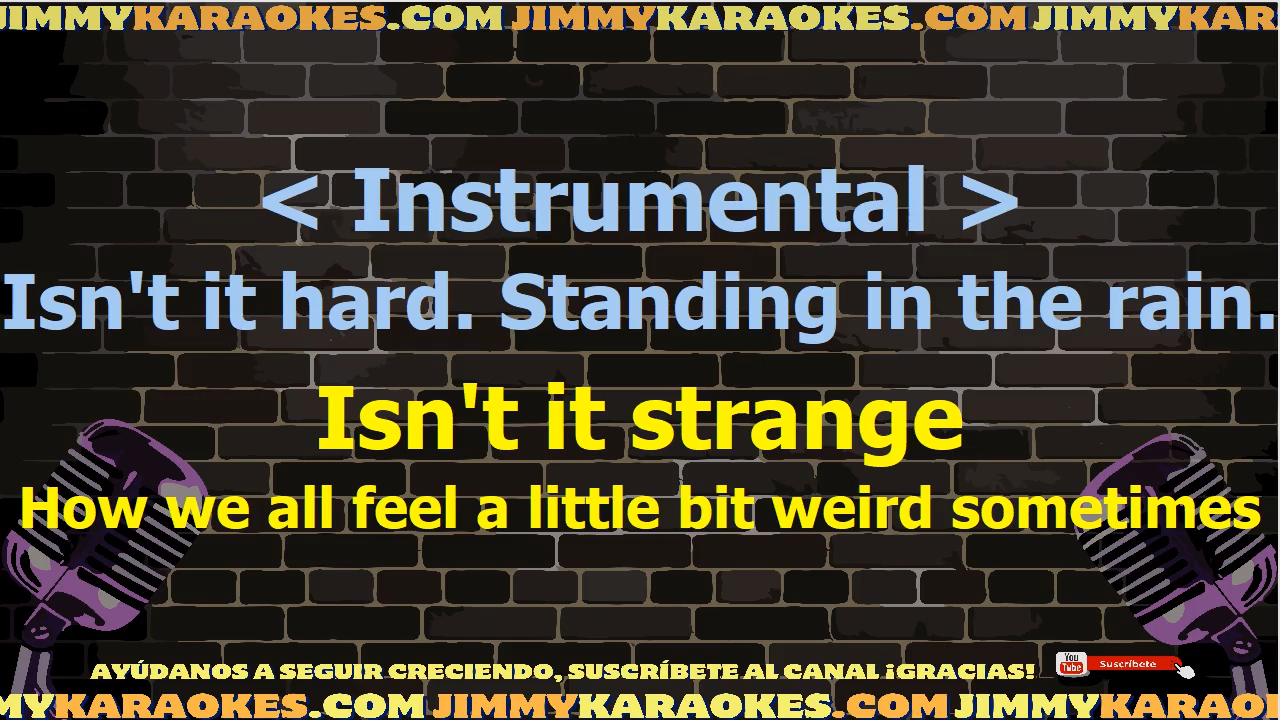 JIMMYKARAOKES.COM JIMMYKARAOKES.COM JIMMYKAR
< Instrumental >
Isn't it hard. Standing in the rain.
Isn't it strange
How we all feel a little bit weird sometimes
AYÚDANOS A SEGUIR CRECIENDO, SUSCRÍBETE AL CANAL ¡GRACIAS!
You Tube Suscríbete
MYKARAOKES.COM JIMMYKARAOKES.COM JIMMYKARAO